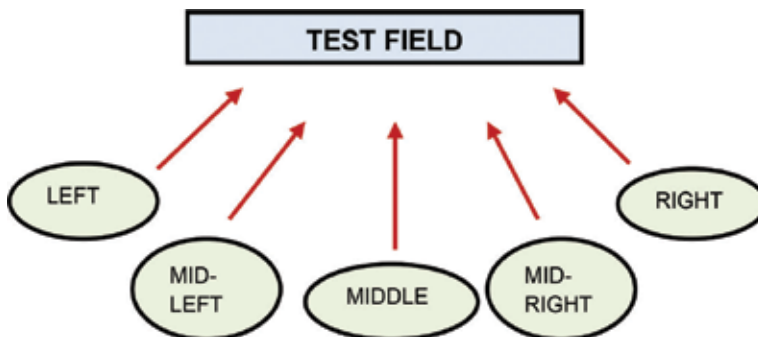 TEST FIELD
LEFT
RIGHT
MID-
LEFT
MIDDLE
MID-
RIGHT